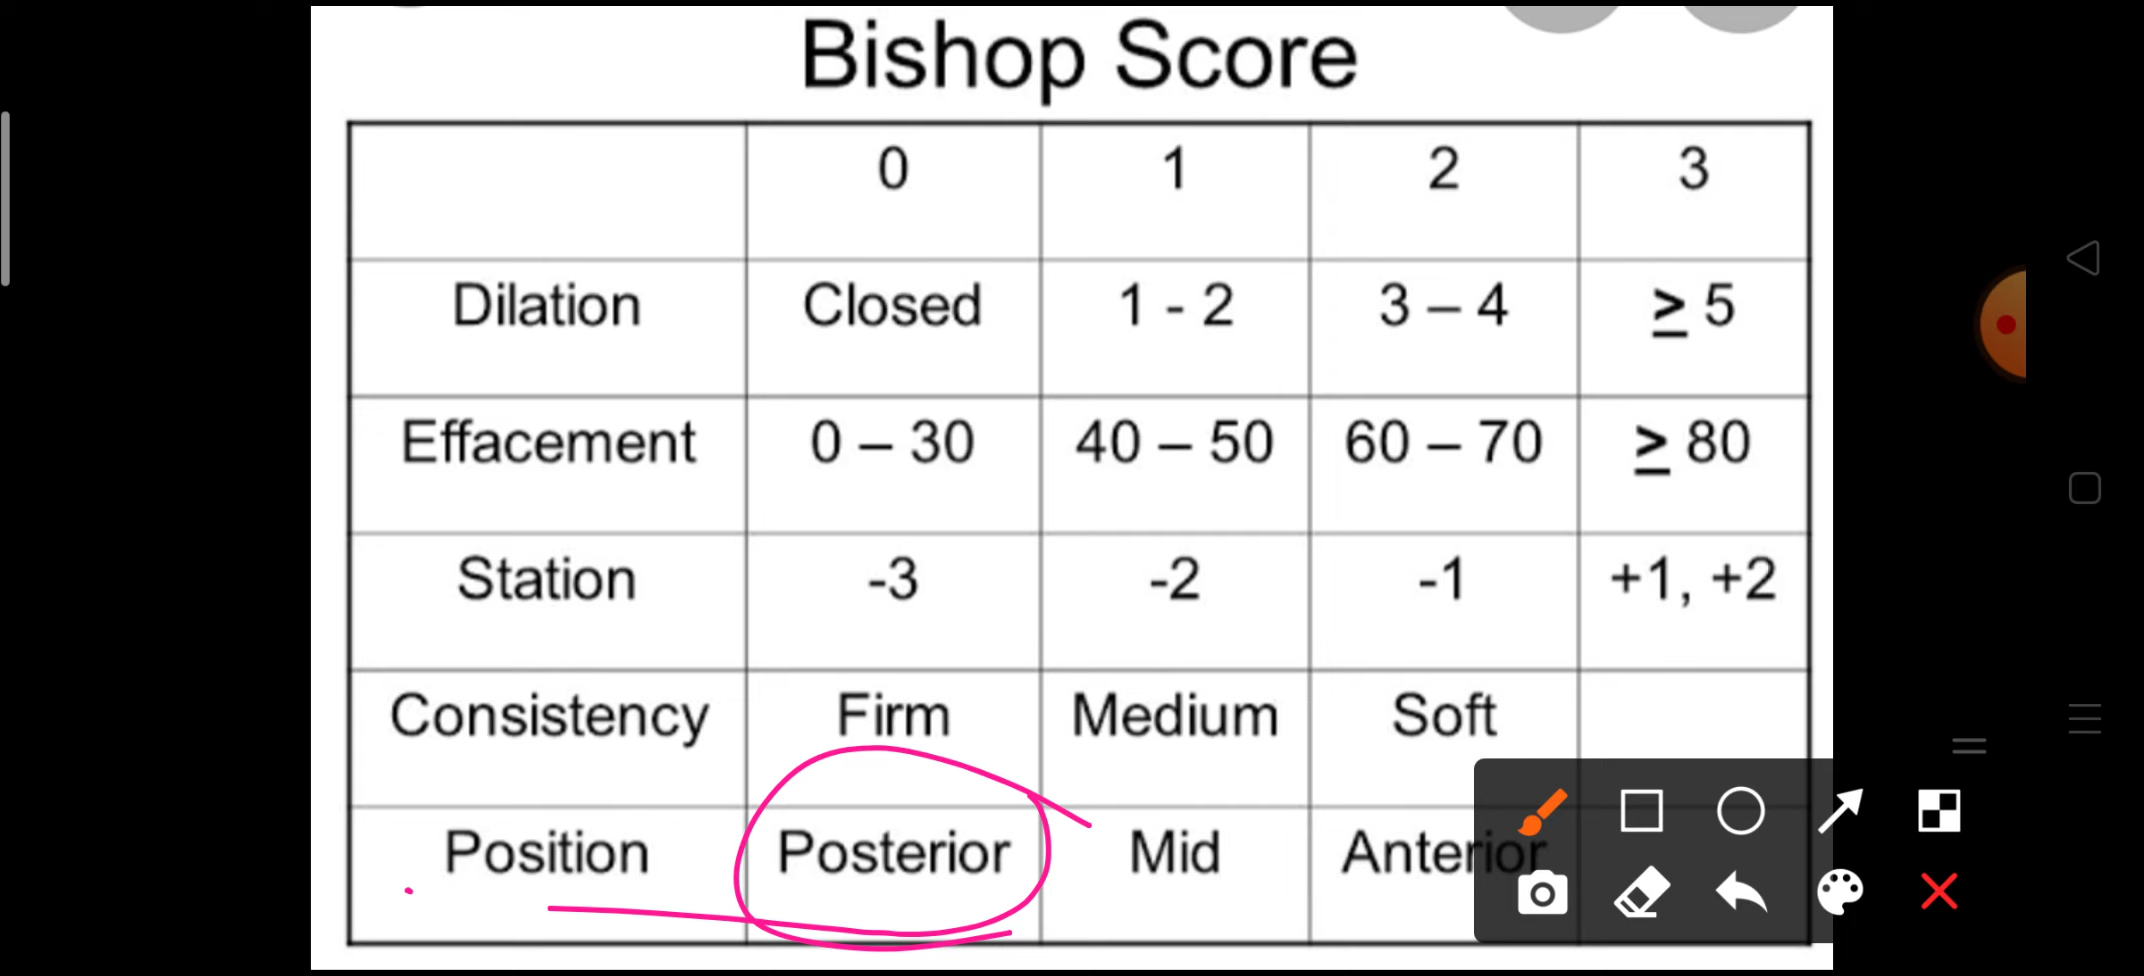 Bishop Score
0 1 2 3
Dilation Closed 1 - 2 3 – 4 ≥ 5
Effacement 0 – 30 40 – 50 60 – 70 ≥ 80
Station -3 -2 -1 +1, +2
Consistency Firm Medium Soft
Position Posterior Mid Anterior